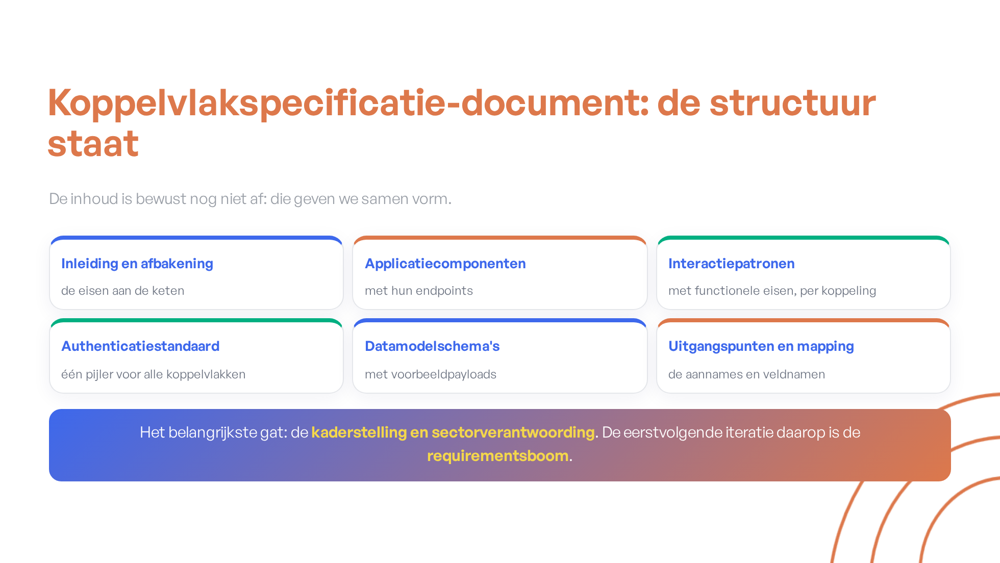 Koppelvlakspecificatie-document: de structuur
staat
De inhoud is bewust nog niet af: die geven we samen vorm.
Inleiding en afbakening
de eisen aan de keten
Applicatiecomponenten
met hun endpoints
Interactiepatronen
met functionele eisen, per koppeling
Authenticatiestandaard
één pijler voor alle koppelvlakken
Datamodelschema's
met voorbeeldpayloads
Uitgangspunten en mapping
de aannames en veldnamen
Het belangrijkste gat: de kaderstelling en sectorverantwoording. De eerstvolgende iteratie daarop is de
requirementsboom.